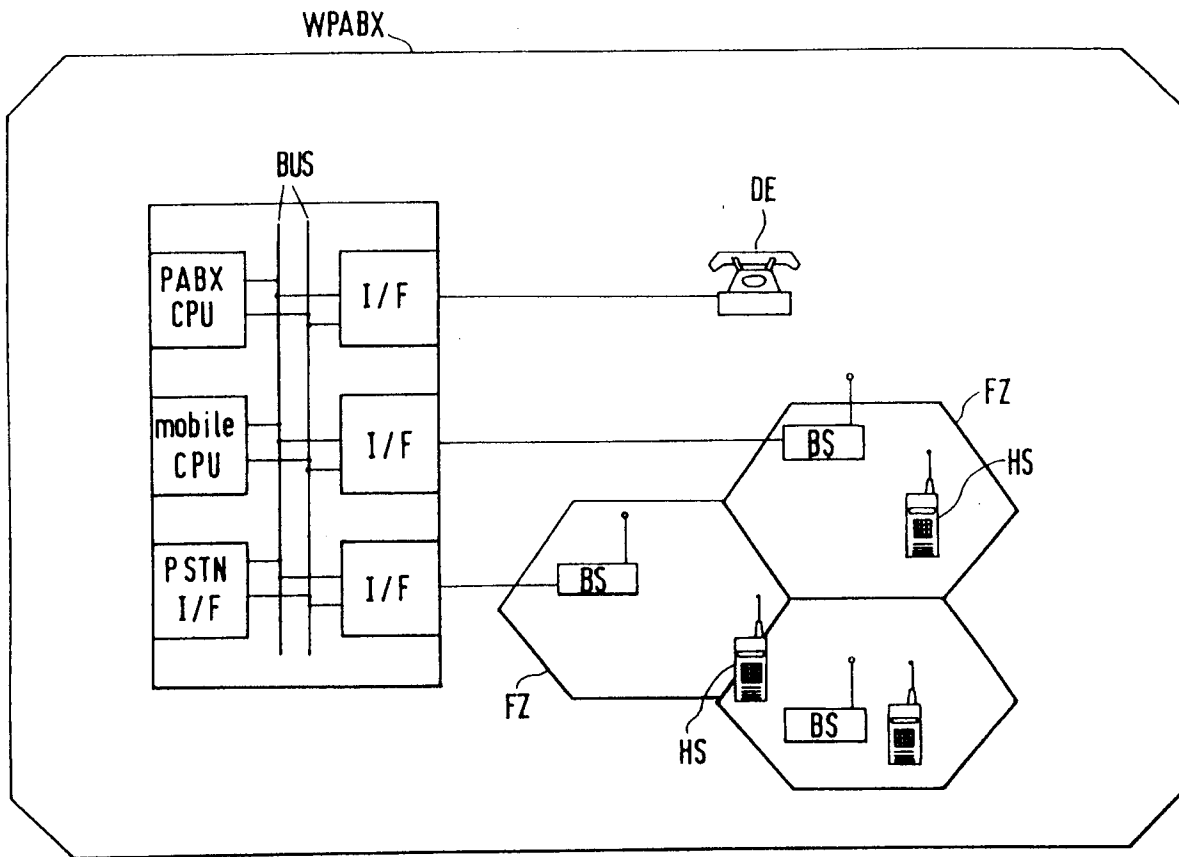 WPABX
BUS
DE
PABX
CPU
I/F
mobile
CPU
I/F
BS
FZ
HS
PSTN
I/F
I/F
BS
FZ
HS
BS